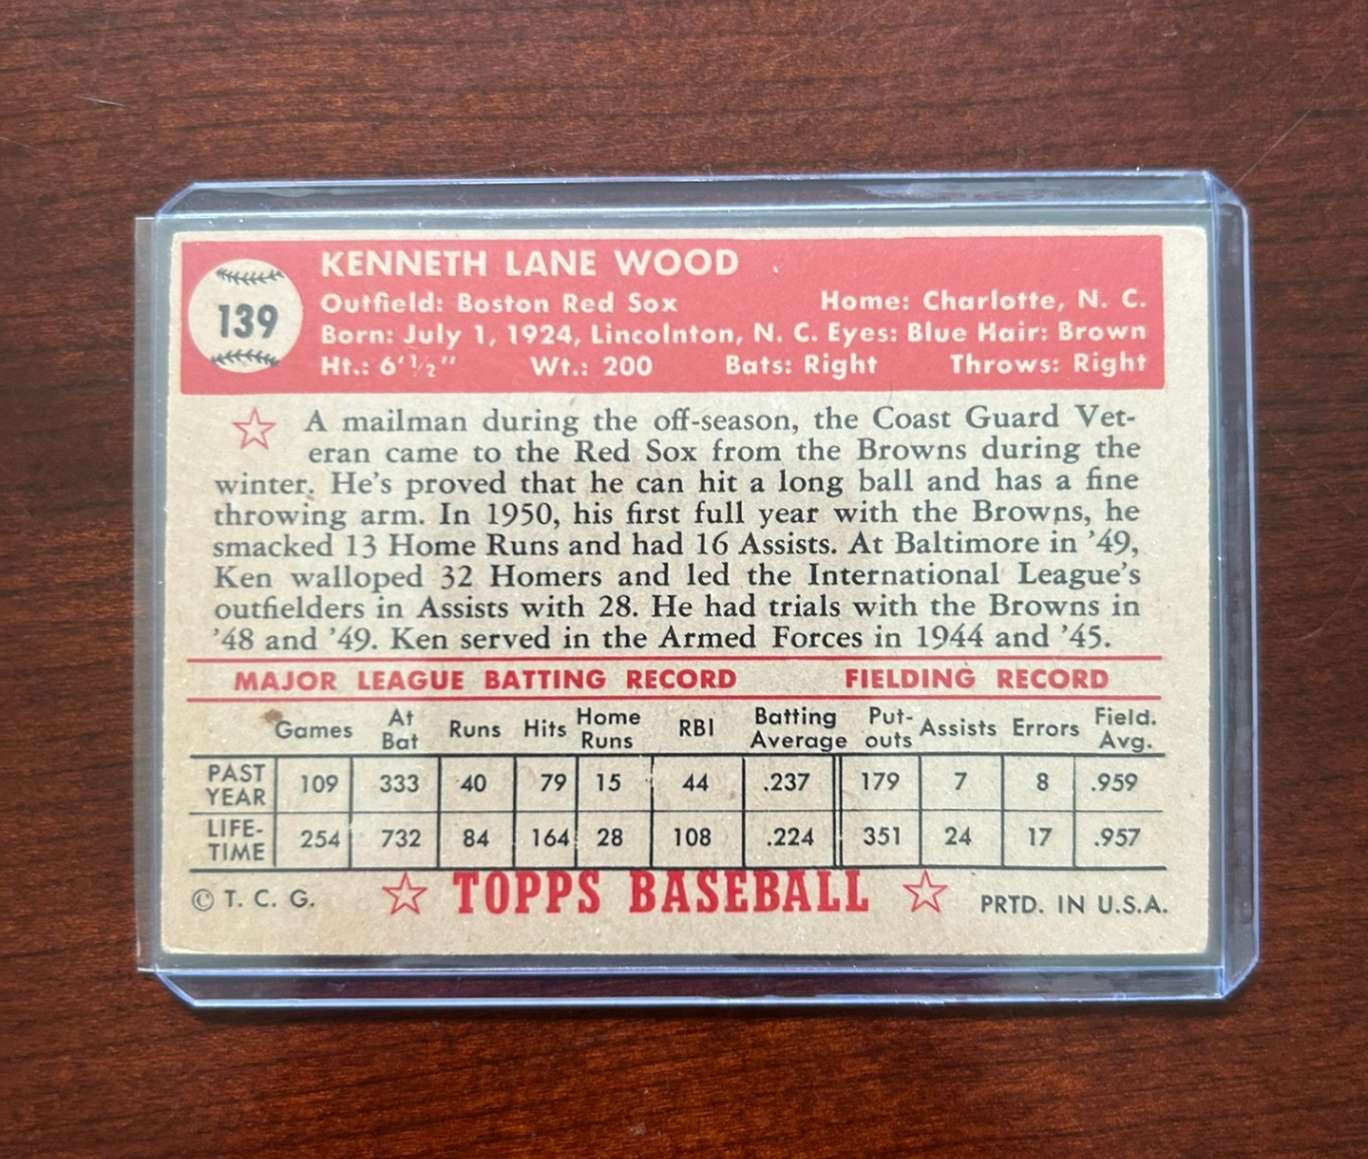 139
KENNETH LANE WOOD
Outfield: Boston Red Sox Home: Charlotte, N. C.
Born: July 1, 1924, Lincolnton, N. C. Eyes: Blue Hair: Brown
Ht.: 6'½" Wt.: 200 Bats: Right Throws: Right
A mailman during the off-season, the Coast Guard Vet-
eran came to the Red Sox from the Browns during the
winter. He's proved that he can hit a long ball and has a fine
throwing arm. In 1950, his first full year with the Browns, he
smacked 13 Home Runs and had 16 Assists. At Baltimore in '49,
Ken walloped 32 Homers and led the International League's
outfielders in Assists with 28. He had trials with the Browns in
'48 and '49. Ken served in the Armed Forces in 1944 and '45.
MAJOR LEAGUE BATTING RECORD FIELDING RECORD
Games At Bat Runs Hits Home Runs RBI Batting Average Put-outs Assists Errors Field. Avg.
PAST YEAR 109 333 40 79 15 44 .237 179 7 8 .959
LIFE-TIME 254 732 84 164 28 108 .224 351 24 17 .957
© T. C. G. TOPPS BASEBALL PRTD. IN U.S.A.